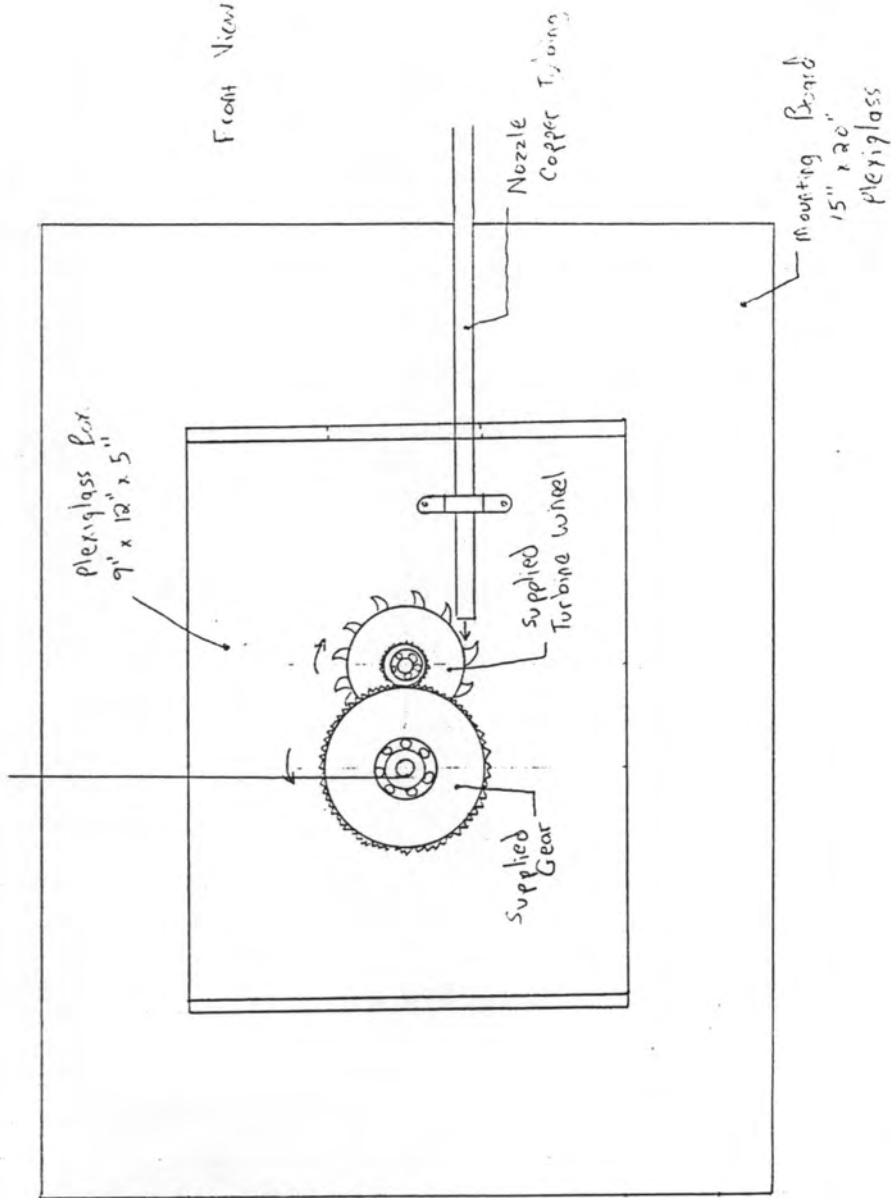 Front View
Plexiglass Box
9" x 12" x 5"
Nozzle
Copper Tubing
Supplied
Turbine Wheel
Supplied
Gear
Mounting Board
15" x 20"
Plexiglass